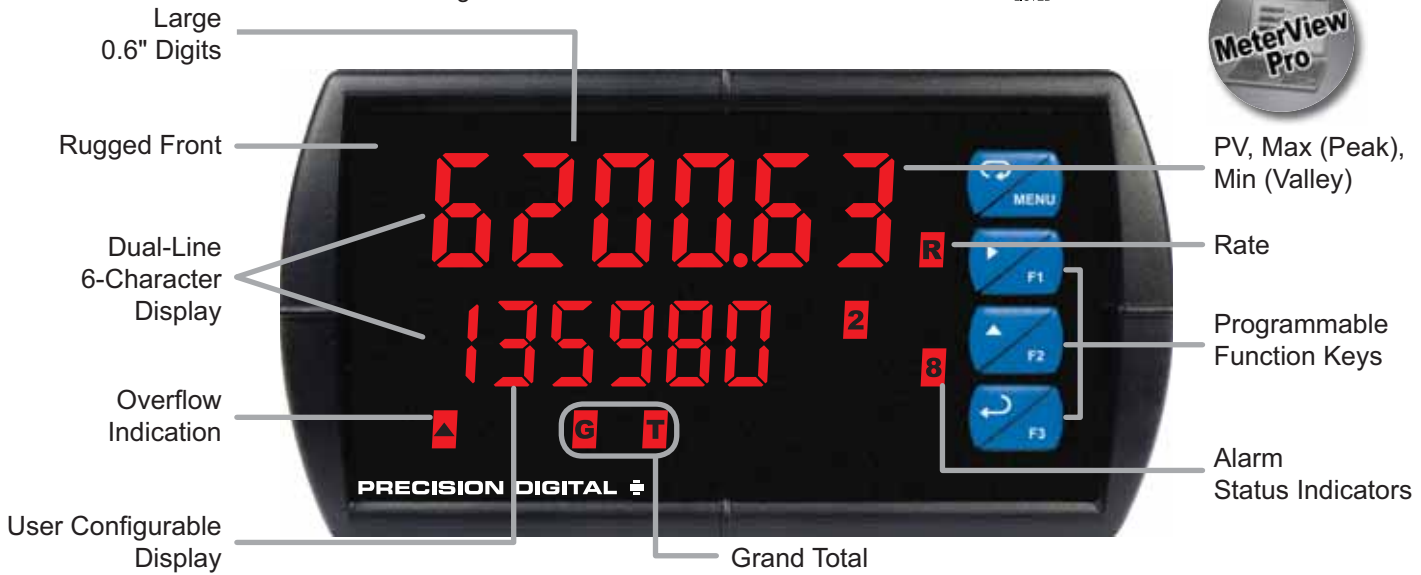 Large
0.6" Digits
MeterView
Pro
Rugged Front
PV, Max (Peak),
Min (Valley)
6200.63
MENU
R
Rate
F1
Dual-Line
6-Character
Display
135980
2
Programmable
Function Keys
F2
8
Overflow
Indication
G T
F3
Alarm
Status Indicators
PRECISION DIGITAL
User Configurable
Display
Grand Total